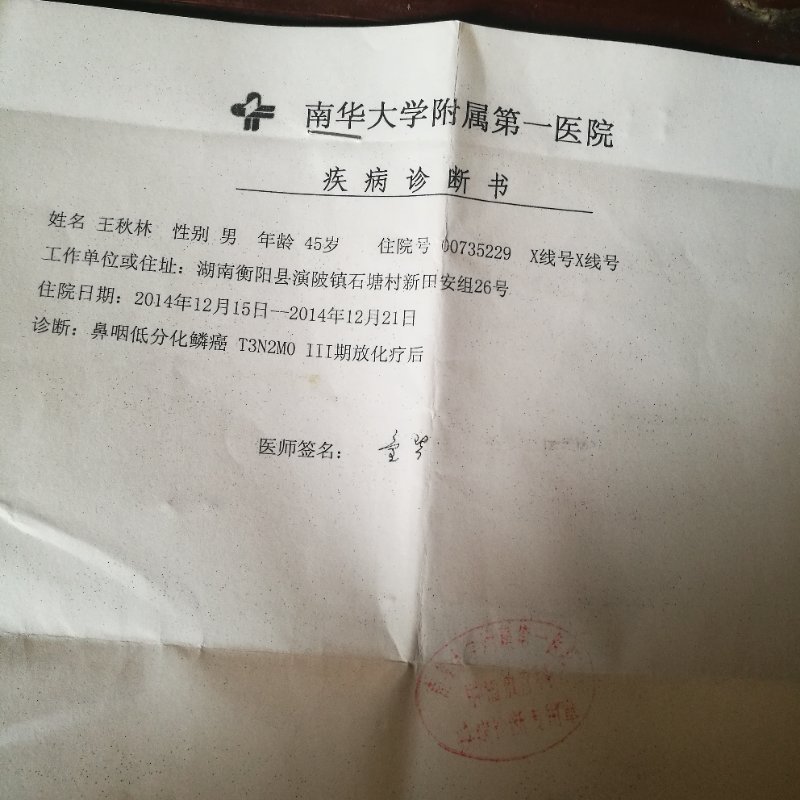 南华大学附属第一医院
疾病诊断书
姓名 王秋林 性别 男 年龄 45岁 住院号 00735229 X线号X线号
工作单位或住址：湖南衡阳县演陂镇石塘村新田安组26号
住院日期：2014年12月15日--2014年12月21日
诊断：鼻咽低分化鳞癌 T3N2M0 III期放化疗后
医师签名：